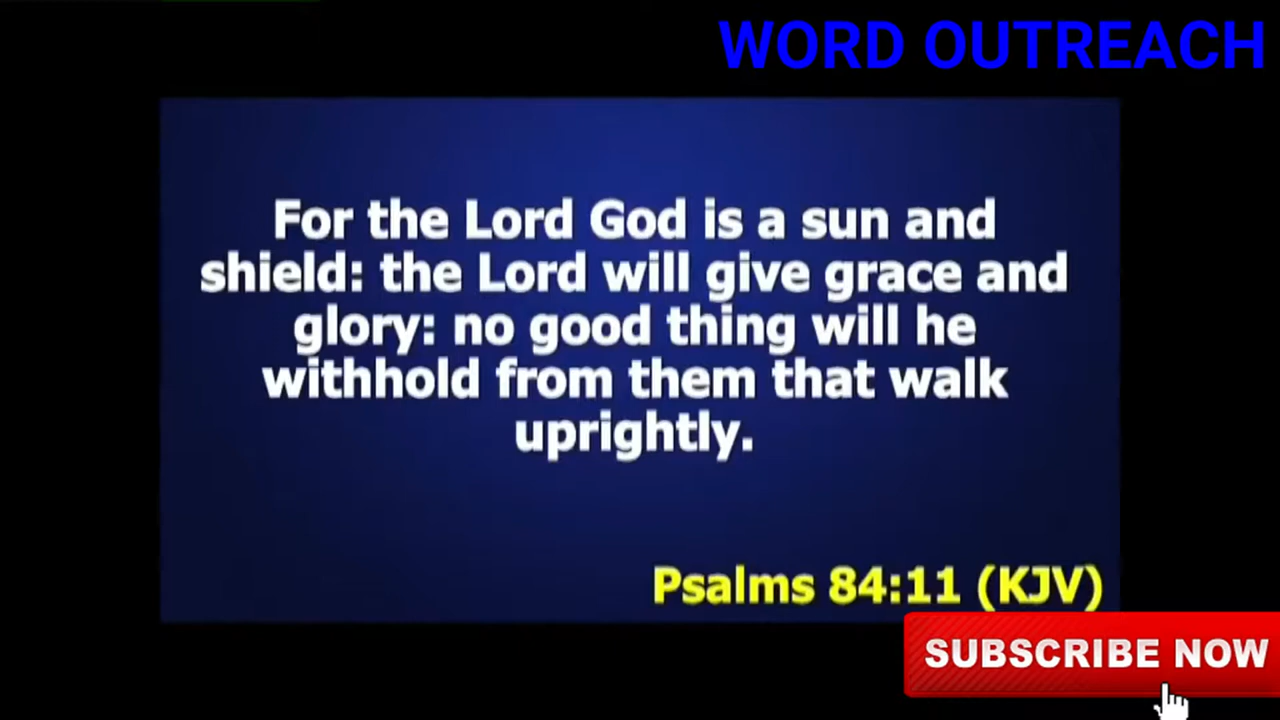 WORD OUTREACH
For the Lord God is a sun and
shield: the Lord will give grace and
glory: no good thing will he
withhold from them that walk
uprightly.
Psalms 84:11 (KJV)
SUBSCRIBE NOW